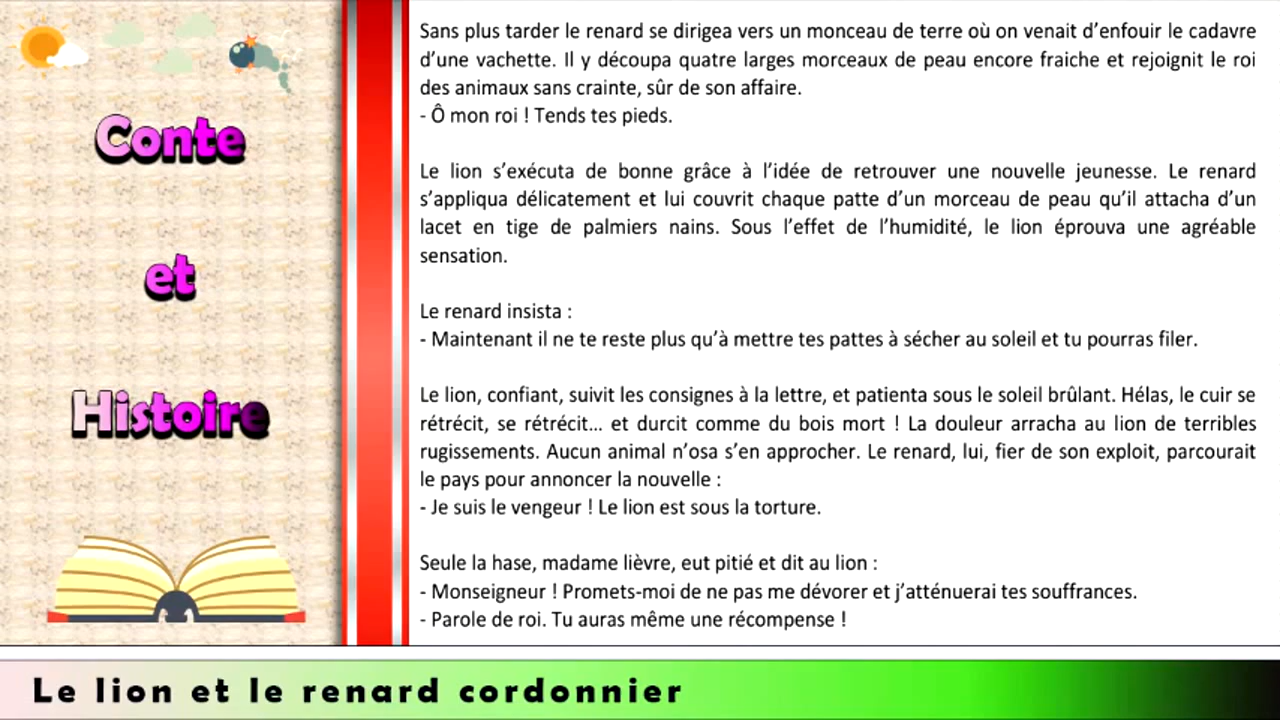 Conte
et
Histoire
Sans plus tarder le renard se dirigea vers un monceau de terre où on venait d’enfouir le cadavre
d’une vachette. Il y découpa quatre larges morceaux de peau encore fraiche et rejoignit le roi
des animaux sans crainte, sûr de son affaire.
- Ô mon roi ! Tends tes pieds.
Le lion s’exécuta de bonne grâce à l’idée de retrouver une nouvelle jeunesse. Le renard
s’appliqua délicatement et lui couvrit chaque patte d’un morceau de peau qu’il attacha d’un
lacet en tige de palmiers nains. Sous l’effet de l’humidité, le lion éprouva une agréable
sensation.
Le renard insista :
- Maintenant il ne te reste plus qu’à mettre tes pattes à sécher au soleil et tu pourras filer.
Le lion, confiant, suivit les consignes à la lettre, et patienta sous le soleil brûlant. Hélas, le cuir se
rétrécit, se rétrécit… et durcit comme du bois mort ! La douleur arracha au lion de terribles
rugissements. Aucun animal n’osa s’en approcher. Le renard, lui, fier de son exploit, parcourait
le pays pour annoncer la nouvelle :
- Je suis le vengeur ! Le lion est sous la torture.
Seule la hase, madame lièvre, eut pitié et dit au lion :
- Monseigneur ! Promets-moi de ne pas me dévorer et j’atténuerai tes souffrances.
- Parole de roi. Tu auras même une récompense !
Le lion et le renard cordonnier